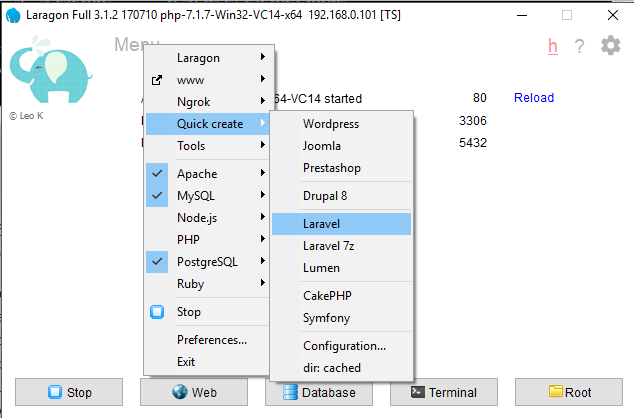 Laragon Full 3.1.2 170710 php-7.1.7-Win32-VC14-x64 192.168.0.101 [TS]
Menu
h
?
© Leo K
Laragon
www
Ngrok
Quick create
Tools
Apache
MySQL
Node.js
PHP
PostgreSQL
Ruby
Stop
Preferences...
Exit
64-VC14 started 80 Reload
3306
5432
Wordpress
Joomla
Prestashop
Drupal 8
Laravel
Laravel 7z
Lumen
CakePHP
Symfony
Configuration...
dir: cached
Stop Web Database Terminal Root